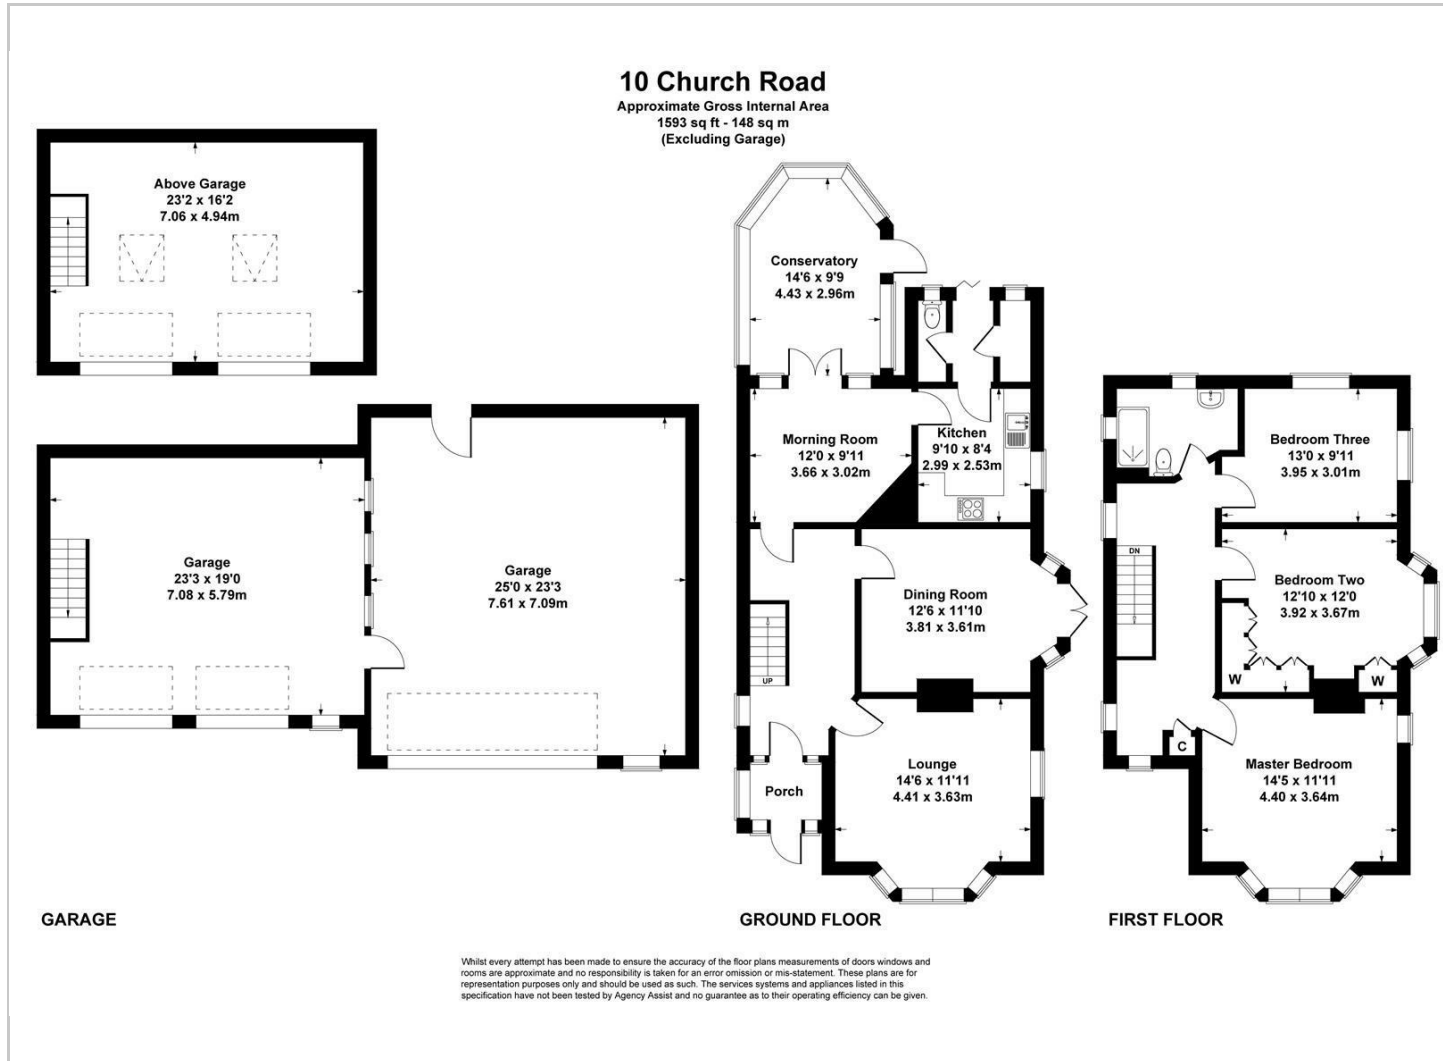 10 Church Road
Approximate Gross Internal Area
1593 sq ft - 148 sq m
(Excluding Garage)
Above Garage
23'2 x 16'2
7.06 x 4.94m
Garage
23'3 x 19'0
7.08 x 5.79m
Garage
25'0 x 23'3
7.61 x 7.09m
GARAGE
Conservatory
14'6 x 9'9
4.43 x 2.96m
Morning Room
12'0 x 9'11
3.66 x 3.02m
Kitchen
9'10 x 8'4
2.99 x 2.53m
Dining Room
12'6 x 11'10
3.81 x 3.61m
UP
Lounge
14'6 x 11'11
4.41 x 3.63m
Porch
GROUND FLOOR
Bedroom Three
13'0 x 9'11
3.95 x 3.01m
DN
Bedroom Two
12'10 x 12'0
3.92 x 3.67m
W
W
C
Master Bedroom
14'5 x 11'11
4.40 x 3.64m
FIRST FLOOR
Whilst every attempt has been made to ensure the accuracy of the floor plans measurements of doors windows and
rooms are approximate and no responsibility is taken for an error omission or mis-statement. These plans are for
representation purposes only and should be used as such. The services systems and appliances listed in this
specification have not been tested by Agency Assist and no guarantee as to their operating efficiency can be given.